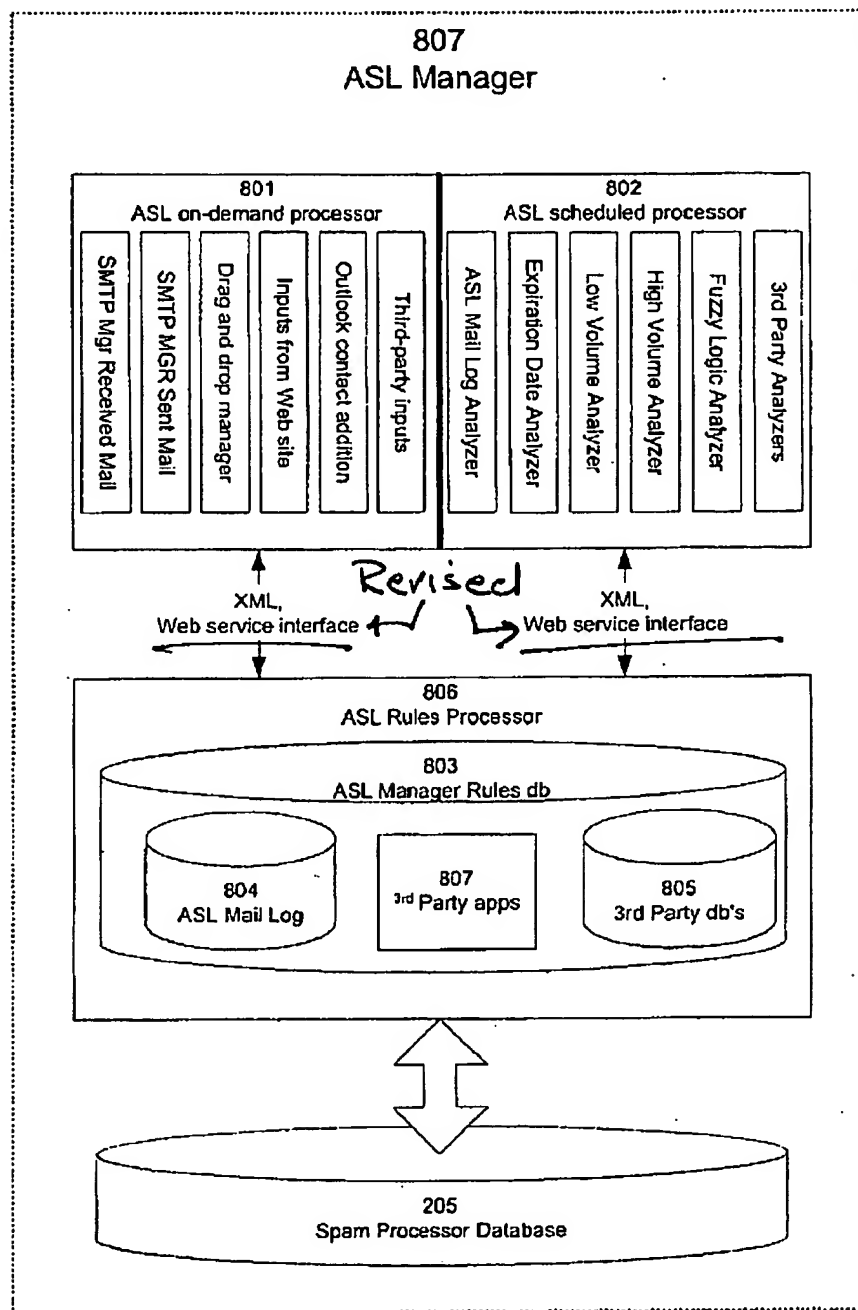 807
ASL Manager
801
ASL on-demand processor
SMTP Mgr Received Mail
SMTP MGR Sent Mail
Drag and drop manager
Inputs from Web site
Outlook contact addition
Third-party inputs
802
ASL scheduled processor
ASL Mail Log Analyzer
Expiration Date Analyzer
Low Volume Analyzer
High Volume Analyzer
Fuzzy Logic Analyzer
3rd Party Analyzers
Revised
XML,
Web service interface
XML,
Web service interface
806
ASL Rules Processor
803
ASL Manager Rules db
804
ASL Mail Log
807
3rd Party apps
805
3rd Party db's
205
Spam Processor Database